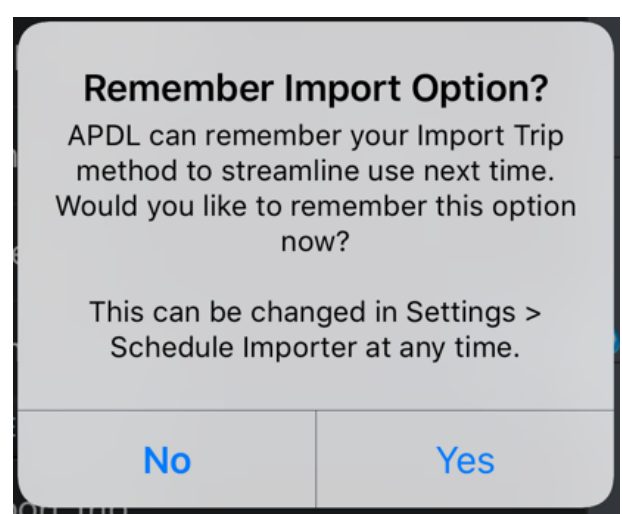 Remember Import Option?
APDL can remember your Import Trip
method to streamline use next time.
Would you like to remember this option
now?
This can be changed in Settings >
Schedule Importer at any time.
No
Yes